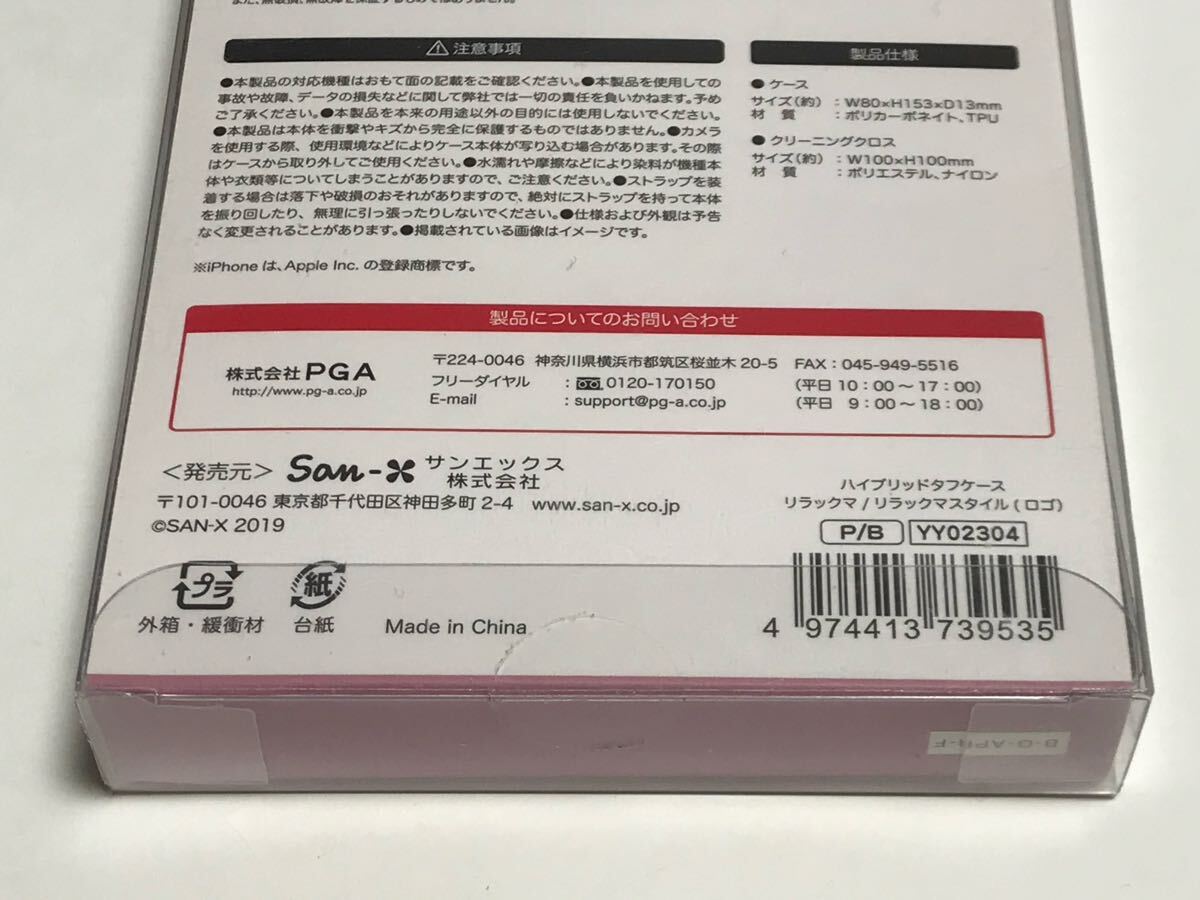 また、無破損、無故障を保証するものではありません。
注意事項
●本製品の対応機種はおもて面の記載をご確認ください。●本製品を使用しての
事故や故障、データの損失などに関して弊社では一切の責任を負いかねます。予め
ご了承ください。●本製品を本来の用途以外の目的には使用しないでください。
●本製品は本体を衝撃やキズから完全に保護するものではありません。●カメラ
を使用する際、使用環境などによりケース本体が写り込む場合があります。その際
はケースから取り外してご使用ください。●水濡れや摩擦などにより染料が機種本
体や衣類等についてしまうことがありますので、ご注意ください。●ストラップを装
着する場合は落下や破損のおそれがありますので、絶対にストラップを持って本体
を振り回したり、無理に引っ張ったりしないでください。●仕様および外観は予告
なく変更されることがあります。●掲載されている画像はイメージです。
※iPhone は、Apple Inc. の登録商標です。
製品仕様
● ケース
サイズ(約) : W80×H153×D13mm
材 質 : ポリカーボネイト、TPU
● クリーニングクロス
サイズ(約) : W100×H100mm
材 質 : ポリエステル、ナイロン
製品についてのお問い合わせ
株式会社PGA
http://www.pg-a.co.jp
〒224-0046 神奈川県横浜市都筑区桜並木 20-5 FAX : 045-949-5516
フリーダイヤル : 0120-170150 (平日 10 : 00 ～ 17 : 00)
E-mail : support@pg-a.co.jp (平日 9 : 00 ～ 18 : 00)
＜発売元＞ San-x サンエックス
株式会社
〒101-0046 東京都千代田区神田多町 2-4 www.san-x.co.jp
©SAN-X 2019
ハイブリッドタフケース
リラックマ / リラックマスタイル ( ロゴ )
P/B YY02304
4 974413 739535
プラ
外箱・緩衝材
紙
台紙
Made in China
B-O-APH-F